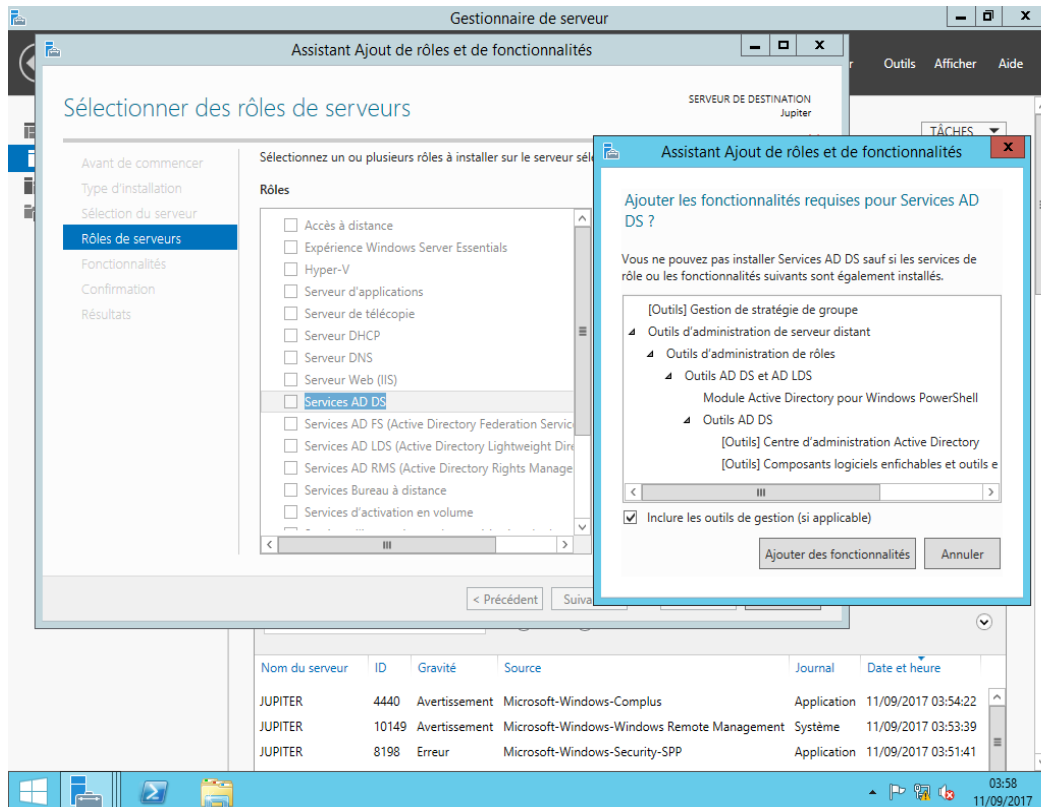 Gestionnaire de serveur
Outils Afficher Aide
TÂCHES
Assistant Ajout de rôles et de fonctionnalités
Sélectionner des rôles de serveurs
SERVEUR DE DESTINATION
Jupiter
Avant de commencer
Type d'installation
Sélection du serveur
Rôles de serveurs
Fonctionnalités
Confirmation
Résultats
Sélectionnez un ou plusieurs rôles à installer sur le serveur
Rôles
Accès à distance
Expérience Windows Server Essentials
Hyper-V
Serveur d'applications
Serveur de télécopie
Serveur DHCP
Serveur DNS
Serveur Web (IIS)
Services AD DS
Services AD FS (Active Directory Federation Servic
Services AD LDS (Active Directory Lightweight Dire
Services AD RMS (Active Directory Rights Manage
Services Bureau à distance
Services d'activation en volume
< Précédent
Suiva
Assistant Ajout de rôles et de fonctionnalités
Ajouter les fonctionnalités requises pour Services AD
DS ?
Vous ne pouvez pas installer Services AD DS sauf si les services de
rôle ou les fonctionnalités suivants sont également installés.
[Outils] Gestion de stratégie de groupe
Outils d'administration de serveur distant
Outils d'administration de rôles
Outils AD DS et AD LDS
Module Active Directory pour Windows PowerShell
Outils AD DS
[Outils] Centre d'administration Active Directory
[Outils] Composants logiciels enfichables et outils e
Inclure les outils de gestion (si applicable)
Ajouter des fonctionnalités
Annuler
Nom du serveur ID Gravité Source Journal Date et heure
JUPITER 4440 Avertissement Microsoft-Windows-Complus Application 11/09/2017 03:54:22
JUPITER 10149 Avertissement Microsoft-Windows-Windows Remote Management Système 11/09/2017 03:53:39
JUPITER 8198 Erreur Microsoft-Windows-Security-SPP Application 11/09/2017 03:51:41
03:58
11/09/2017